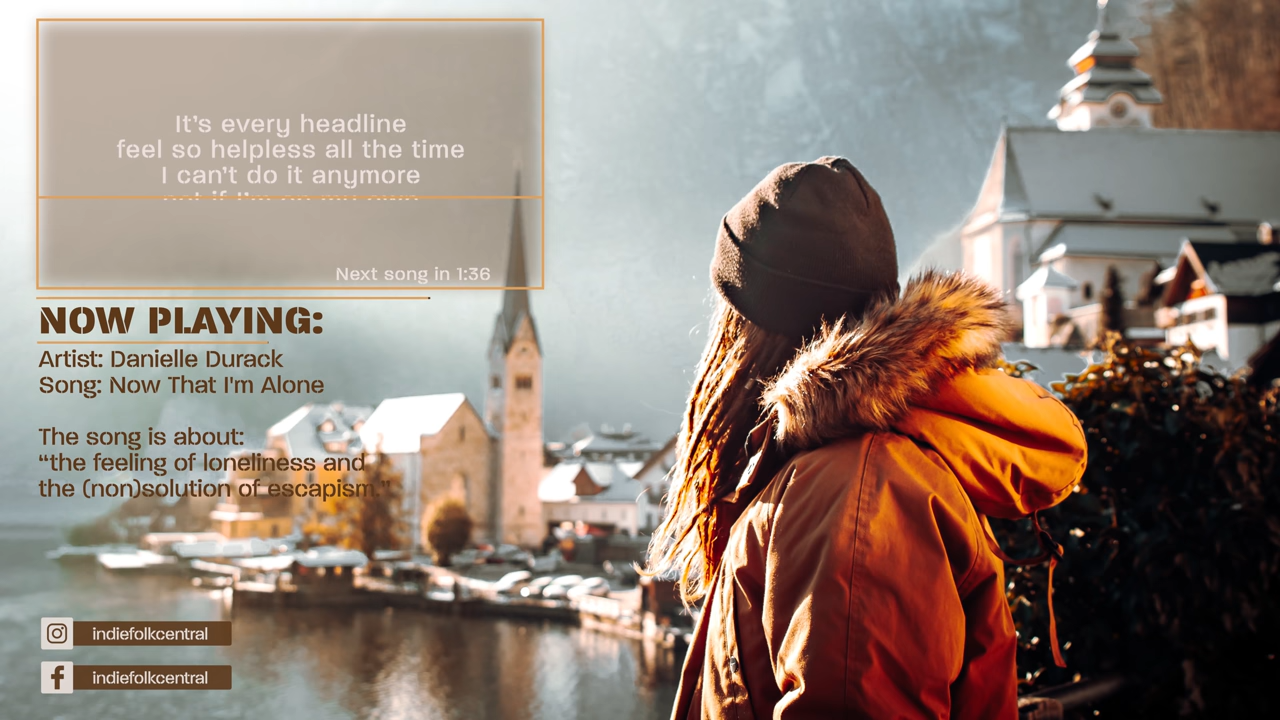 It's every headline
feel so helpless all the time
I can't do it anymore
Next song in 1:36
NOW PLAYING:
Artist: Danielle Durack
Song: Now That I'm Alone
The song is about:
“the feeling of loneliness and
the (non)solution of escapism.”
indiefolkcentral
indiefolkcentral